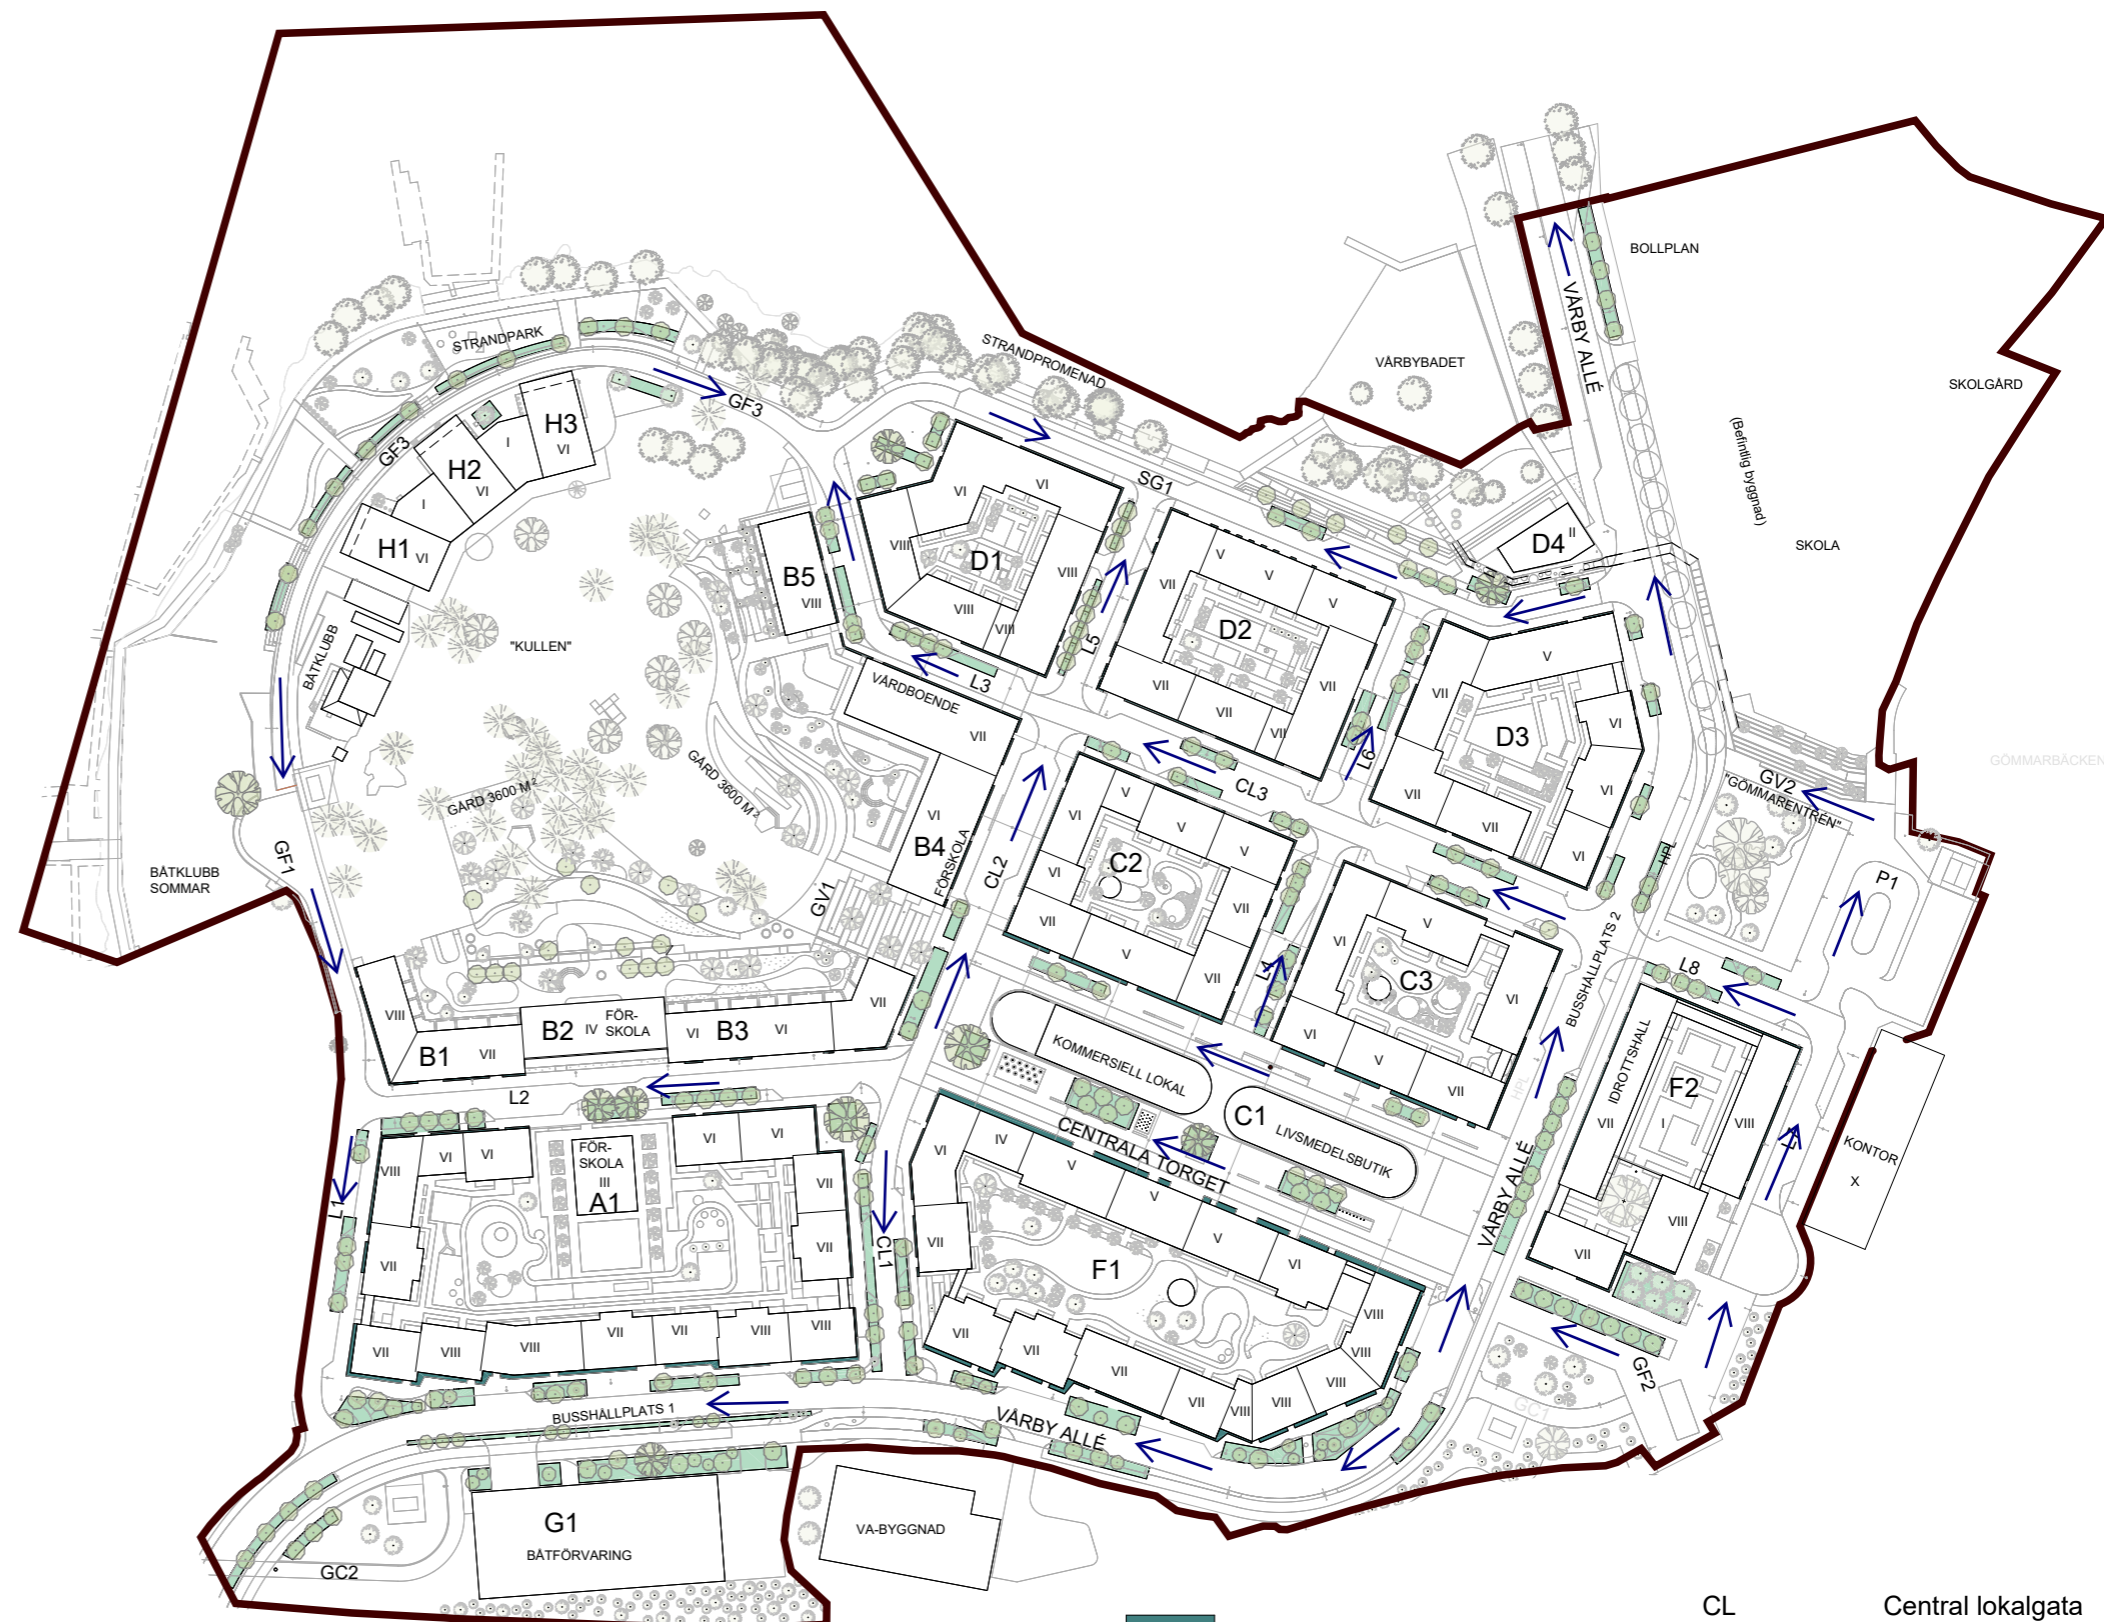 BOLLPLAN
VÅRBY ALLÉ
STRANDPARK
STRANDPROMENAD
VÅRBYBADET
SKOLGÅRD
GF3
GF3
H3
VI
I
H2
VI
I
H1
VI
(Befintlig byggnad)
SKOLA
SG1
VI
VI
VIII
D1
VIII
VIII
VIII
B5
VIII
D4
II
V
V
V
VII
D2
VII
VII
VII
VII
L5
BÅTKLUBB
"KULLEN"
L3
VÅRDBOENDE
VII
V
VII
D3
VI
VI
VII
VII
VI
L6
GÅRD 3600 M²
GÅRD 3600 M²
CL3
GÖMMARBÄCKEN
GV2
"GÖMMARENTRÉN"
VI
B4
FÖRSKOLA
CL2
VI
V
V
V
C2
VI
VII
VII
V
VII
HPL
P1
BÅTKLUBB
SOMMAR
GF1
GV1
V
VI
C3
VI
VI
V
VII
L4
BUSSHÅLLPLATS 2
L8
VIII
B1
VII
B2
IV
FÖR-
SKOLA
VI
B3
VI
VII
KOMMERSIELL LOKAL
C1
LIVSMEDELSBUTIK
CENTRALA TORGET
HPL
IDROTTSHALL
VII
F2
I
VIII
VIII
VII
KONTOR
X
L2
L1
VIII
VI
VI
FÖR-
SKOLA
III
A1
VI
VI
VII
VII
VII
CL1
VI
IV
V
V
V
VI
VII
F1
VIII
VIII
VÅRBY ALLÉ
VII
VIII
VIII
VII
VII
VIII
VIII
VII
VII
VII
VII
VIII
VIII
VIII
GF2
GC1
BUSSHÅLLPLATS 1
VÅRBY ALLÉ
G1
BÅTFÖRVARING
VA-BYGGNAD
GC2
CL Central lokalgata